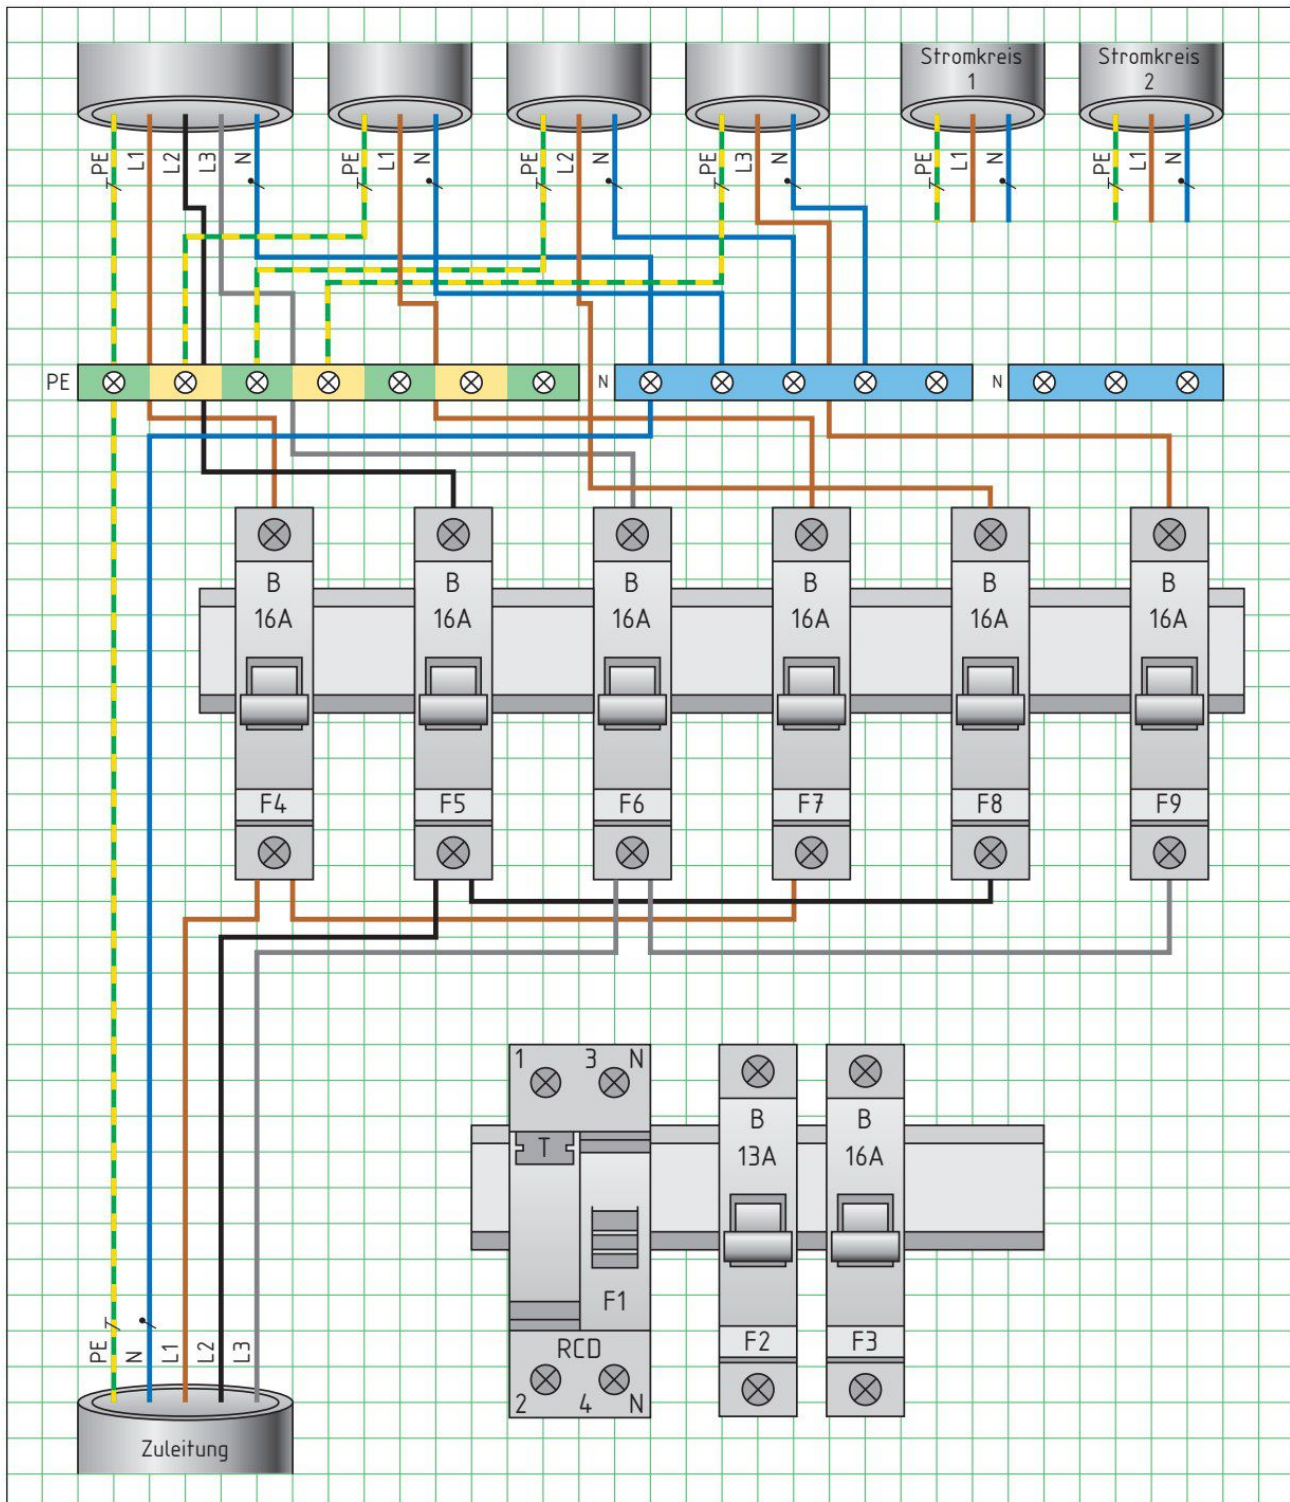 Stromkreis
1
Stromkreis
2
PE L1 L2 L3 N
PE L1 N
PE L2 N
PE L3 N
PE L1 N
PE L1 N
PE
N
N
B
16A
F4
B
16A
F5
B
16A
F6
B
16A
F7
B
16A
F8
B
16A
F9
1 3 N
T
F1
RCD
2 4 N
B
13A
F2
B
16A
F3
PE N L1 L2 L3
Zuleitung